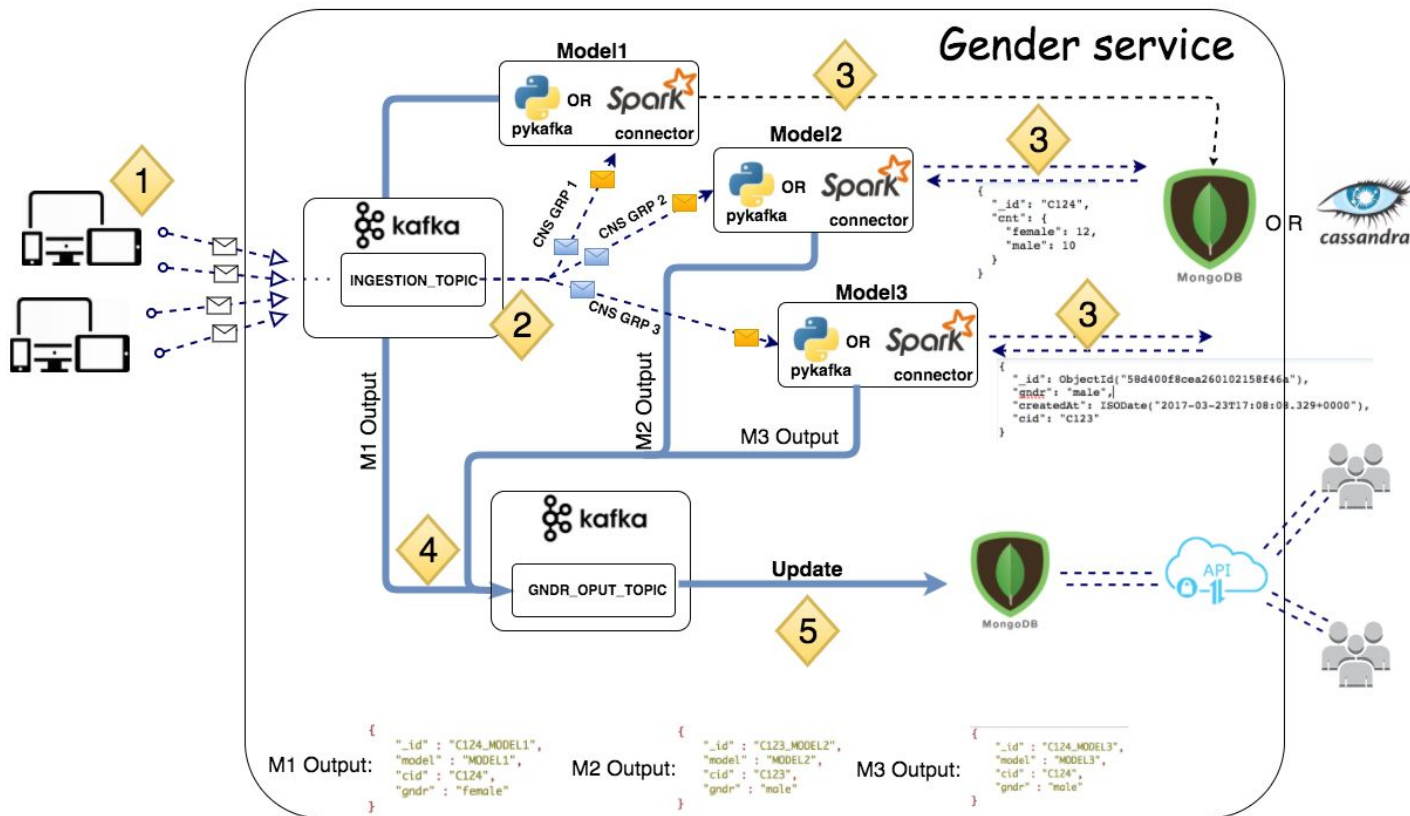 Gender service
Model1
OR
Spark
pykafka
connector
3
1
Model2
OR
Spark
pykafka
connector
3
{
"_id": "C124",
"cnt": {
"female": 12,
"male": 10
}
}
MongoDB
OR
cassandra
kafka
INGESTION_TOPIC
2
CNS GRP 1
CNS GRP 2
CNS GRP 3
Model3
OR
Spark
pykafka
connector
3
{
"_id": ObjectId("58d400f8cea260102158f46a"),
"gndr": "male",
"createdAt": ISODate("2017-03-23T17:08:08.329+0000"),
"cid": "C123"
}
M1 Output
M2 Output
M3 Output
4
kafka
GNDR_OPUT_TOPIC
Update
5
MongoDB
API
M1 Output:
{
"_id" : "C124_MODEL1",
"model" : "MODEL1",
"cid" : "C124",
"gndr" : "female"
}
M2 Output:
{
"_id" : "C123_MODEL2",
"model" : "MODEL2",
"cid" : "C123",
"gndr" : "male"
}
M3 Output:
{
"_id" : "C124_MODEL3",
"model" : "MODEL3",
"cid" : "C124",
"gndr" : "male"
}